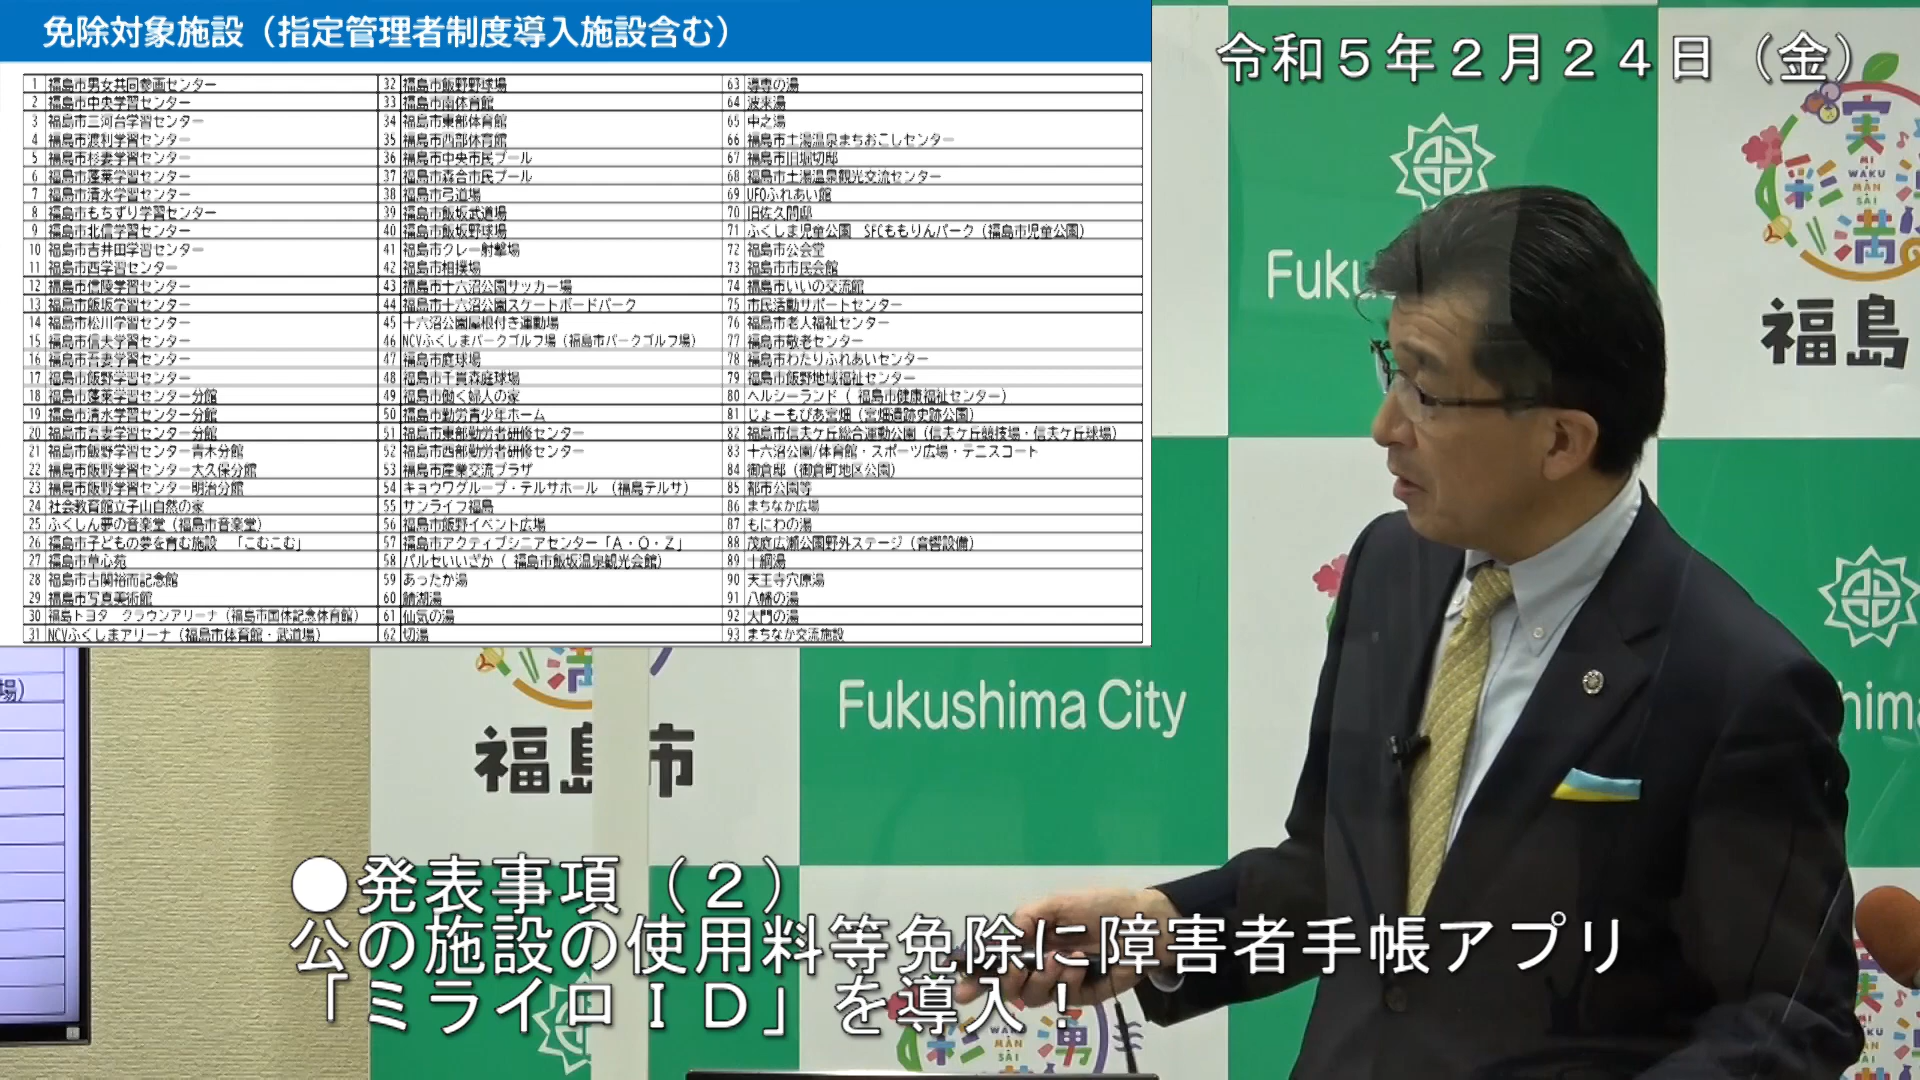 免除対象施設（指定管理者制度導入施設含む）
令和５年２月２４日（金）
1 福島市男女共同参画センター
2 福島市中央学習センター
3 福島市三河台学習センター
4 福島市渡利学習センター
5 福島市杉妻学習センター
6 福島市蓬莱学習センター
7 福島市清水学習センター
8 福島市もちずり学習センター
9 福島市北信学習センター
10 福島市吉井田学習センター
11 福島市西学習センター
12 福島市信陵学習センター
13 福島市飯坂学習センター
14 福島市松川学習センター
15 福島市信夫学習センター
16 福島市吾妻学習センター
17 福島市飯野学習センター
18 福島市蓬莱学習センター分館
19 福島市清水学習センター分館
20 福島市吾妻学習センター分館
21 福島市飯野学習センター青木分館
22 福島市飯野学習センター大久保分館
23 福島市飯野学習センター明治分館
24 社会教育館立子山自然の家
25 ふくしん夢の音楽堂（福島市音楽堂）
26 福島市子どもの夢を育む施設　「こむこむ」
27 福島市草心苑
28 福島市古関裕而記念館
29 福島市写真美術館
30 福島トヨタ　クラウンアリーナ（福島市国体記念体育館）
31 NCVふくしまアリーナ（福島市体育館・武道場）
32 福島市飯野野球場
33 福島市南体育館
34 福島市東部体育館
35 福島市西部体育館
36 福島市中央市民プール
37 福島市森合市民プール
38 福島市弓道場
39 福島市飯坂武道場
40 福島市飯坂野球場
41 福島市クレー射撃場
42 福島市相撲場
43 福島市十六沼公園サッカー場
44 福島市十六沼公園スケートボードパーク
45 十六沼公園屋根付き運動場
46 NCVふくしまパークゴルフ場（福島市パークゴルフ場）
47 福島市庭球場
48 福島市千貫森庭球場
49 福島市働く婦人の家
50 福島市勤労青少年ホーム
51 福島市東部勤労者研修センター
52 福島市西部勤労者研修センター
53 福島市産業交流プラザ
54 キョウワグループ・テルサホール　（福島テルサ）
55 サンライフ福島
56 福島市飯野イベント広場
57 福島市アクティブシニアセンター「Ａ・Ｏ・Ｚ」
58 パルセいいざか（ 福島市飯坂温泉観光会館）
59 あったか湯
60 鯖湖湯
61 仙気の湯
62 切湯
63 導専の湯
64 波来湯
65 中之湯
66 福島市土湯温泉まちおこしセンター
67 福島市旧堀切邸
68 福島市土湯温泉観光交流センター
69 UFOふれあい館
70 旧佐久間邸
71 ふくしま児童公園　SFCももりんパーク（福島市児童公園）
72 福島市公会堂
73 福島市市民会館
74 福島市いいの交流館
75 市民活動サポートセンター
76 福島市老人福祉センター
77 福島市敬老センター
78 福島市わたりふれあいセンター
79 福島市飯野地域福祉センター
80 ヘルシーランド（ 福島市健康福祉センター）
81 じょーもぴあ宮畑（宮畑遺跡史跡公園）
82 福島市信夫ケ丘総合運動公園（信夫ケ丘競技場・信夫ケ丘球場）
83 十六沼公園/体育館・スポーツ広場・テニスコート
84 御倉邸（御倉町地区公園）
85 都市公園等
86 まちなか広場
87 もにわの湯
88 茂庭広瀬公園野外ステージ（音響設備）
89 十綱湯
90 天王寺穴原湯
91 八幡の湯
92 大門の湯
93 まちなか交流施設
Fuku
実
彩
湧
満
MI
WAKU
MAN
SAI
福島
場）
満
福島市
Fukushima City
hima
●発表事項（２）
公の施設の使用料等免除に障害者手帳アプリ
「ミライロＩＤ」を導入！
彩
湧
WAKU
MAN
SAI